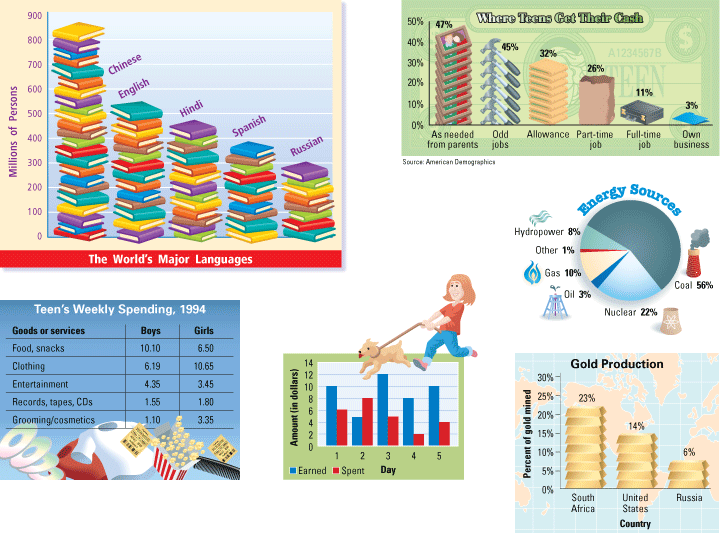 900
800
700
600
500
400
300
200
100
0
Millions of Persons
Chinese
English
Hindi
Spanish
Russian
The World's Major Languages
Where Teens Get Their Cash
A1234567B
TEEN
$
50%
40%
30%
20%
10%
0%
47%
45%
32%
26%
11%
3%
As needed from parents
Odd jobs
Allowance
Part-time job
Full-time job
Own business
Source: American Demographics
Energy Sources
Hydropower 8%
Other 1%
Gas 10%
Oil 3%
Nuclear 22%
Coal 56%
Teen's Weekly Spending, 1994
Goods or services Boys Girls
Food, snacks 10.10 6.50
Clothing 6.19 10.65
Entertainment 4.35 3.45
Records, tapes, CDs 1.55 1.80
Grooming/cosmetics 1.10 3.35
14
12
10
8
6
4
2
0
Amount (in dollars)
1 2 3 4 5
Earned Spent Day
Gold Production
30%
25%
20%
15%
10%
5%
0%
Percent of gold mined
23%
14%
6%
South Africa
United States
Russia
Country